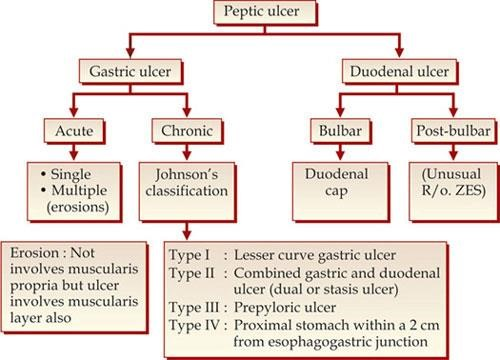 Peptic ulcer
Gastric ulcer
Duodenal ulcer
Acute
Chronic
Bulbar
Post-bulbar
• Single
• Multiple
(erosions)
Johnson's
classification
Duodenal
cap
(Unusual
R/o. ZES)
Erosion : Not
involves muscularis
propria but ulcer
involves muscularis
layer also
Type I : Lesser curve gastric ulcer
Type II : Combined gastric and duodenal
ulcer (dual or stasis ulcer)
Type III : Prepyloric ulcer
Type IV : Proximal stomach within a 2 cm
from esophagogastric junction